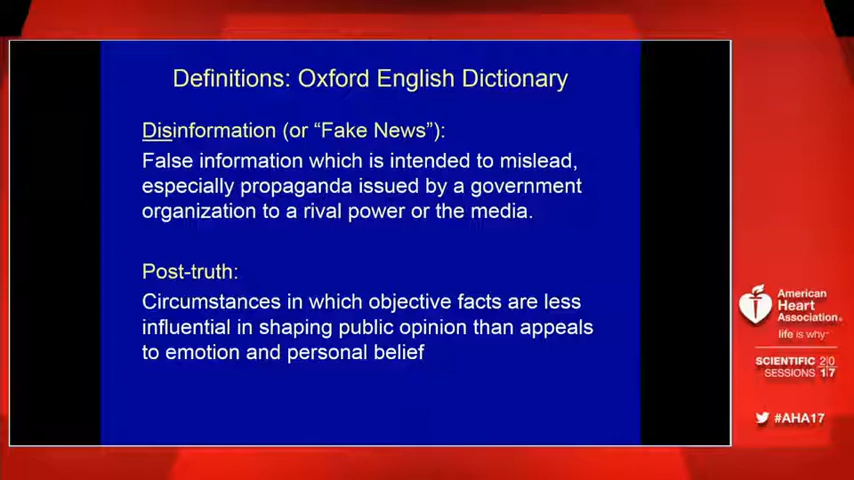 Definitions: Oxford English Dictionary
Disinformation (or “Fake News”):
False information which is intended to mislead,
especially propaganda issued by a government
organization to a rival power or the media.
Post-truth:
Circumstances in which objective facts are less
influential in shaping public opinion than appeals
to emotion and personal belief
American
Heart
Association®
life is why™
SCIENTIFIC 20
SESSIONS 17
#AHA17